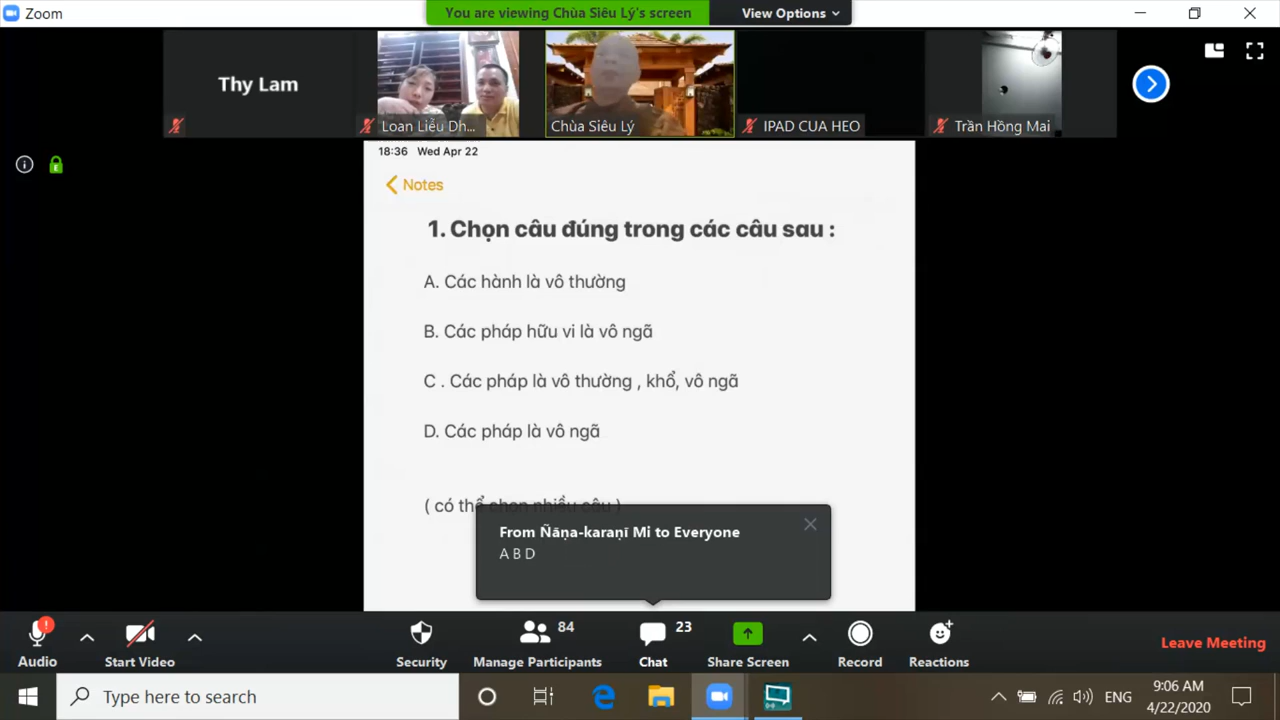 Zoom
You are viewing Chùa Siêu Lý's screen
View Options
Thy Lam
Loan Liễu Dh...
Chùa Siêu Lý
IPAD CUA HEO
Trần Hồng Mai
18:36 Wed Apr 22
Notes
1. Chọn câu đúng trong các câu sau :
A. Các hành là vô thường
B. Các pháp hữu vi là vô ngã
C . Các pháp là vô thường , khổ, vô ngã
D. Các pháp là vô ngã
( có thể chọn nhiều câu )
From Ñāṇa-karaṇī Mi to Everyone
A B D
Audio
Start Video
Security
84
Manage Participants
23
Chat
Share Screen
Record
Reactions
Leave Meeting
Type here to search
ENG
9:06 AM
4/22/2020